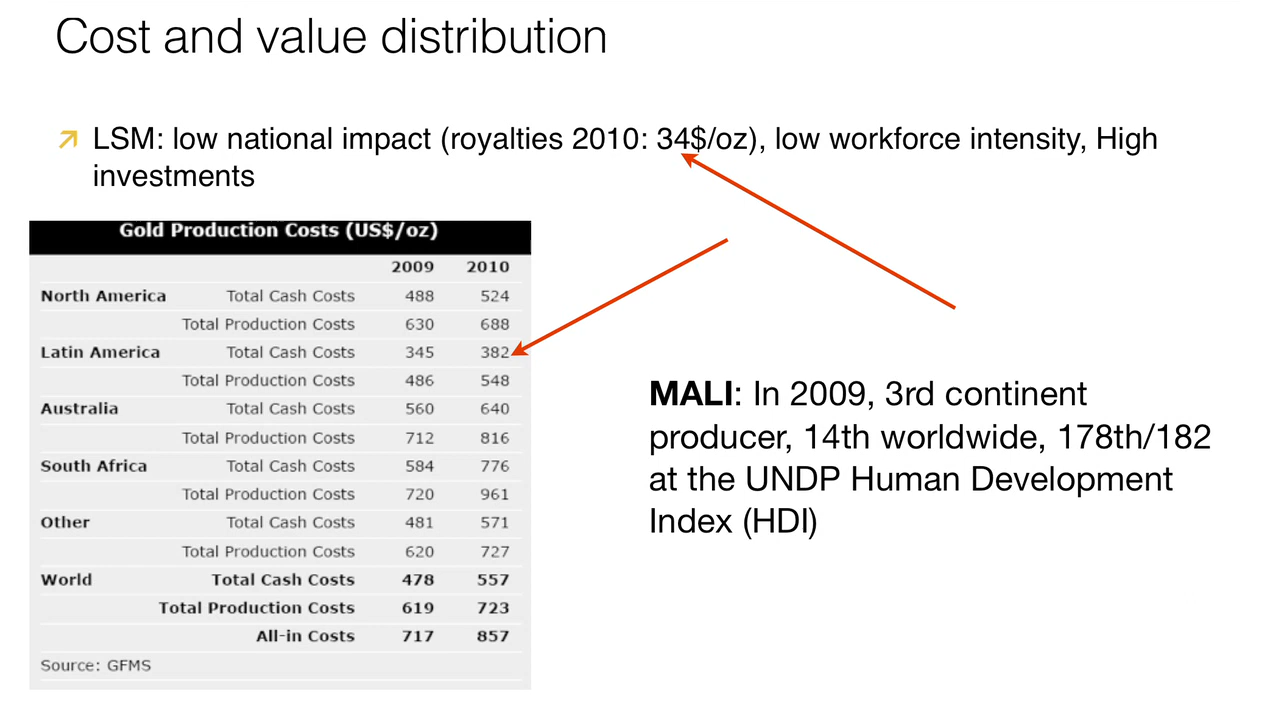 Cost and value distribution
LSM: low national impact (royalties 2010: 34$/oz), low workforce intensity, High
investments
Gold Production Costs (US$/oz)
2009 2010
North America Total Cash Costs 488 524
Total Production Costs 630 688
Latin America Total Cash Costs 345 382
Total Production Costs 486 548
Australia Total Cash Costs 560 640
Total Production Costs 712 816
South Africa Total Cash Costs 584 776
Total Production Costs 720 961
Other Total Cash Costs 481 571
Total Production Costs 620 727
World Total Cash Costs 478 557
Total Production Costs 619 723
All-in Costs 717 857
Source: GFMS
MALI: In 2009, 3rd continent
producer, 14th worldwide, 178th/182
at the UNDP Human Development
Index (HDI)